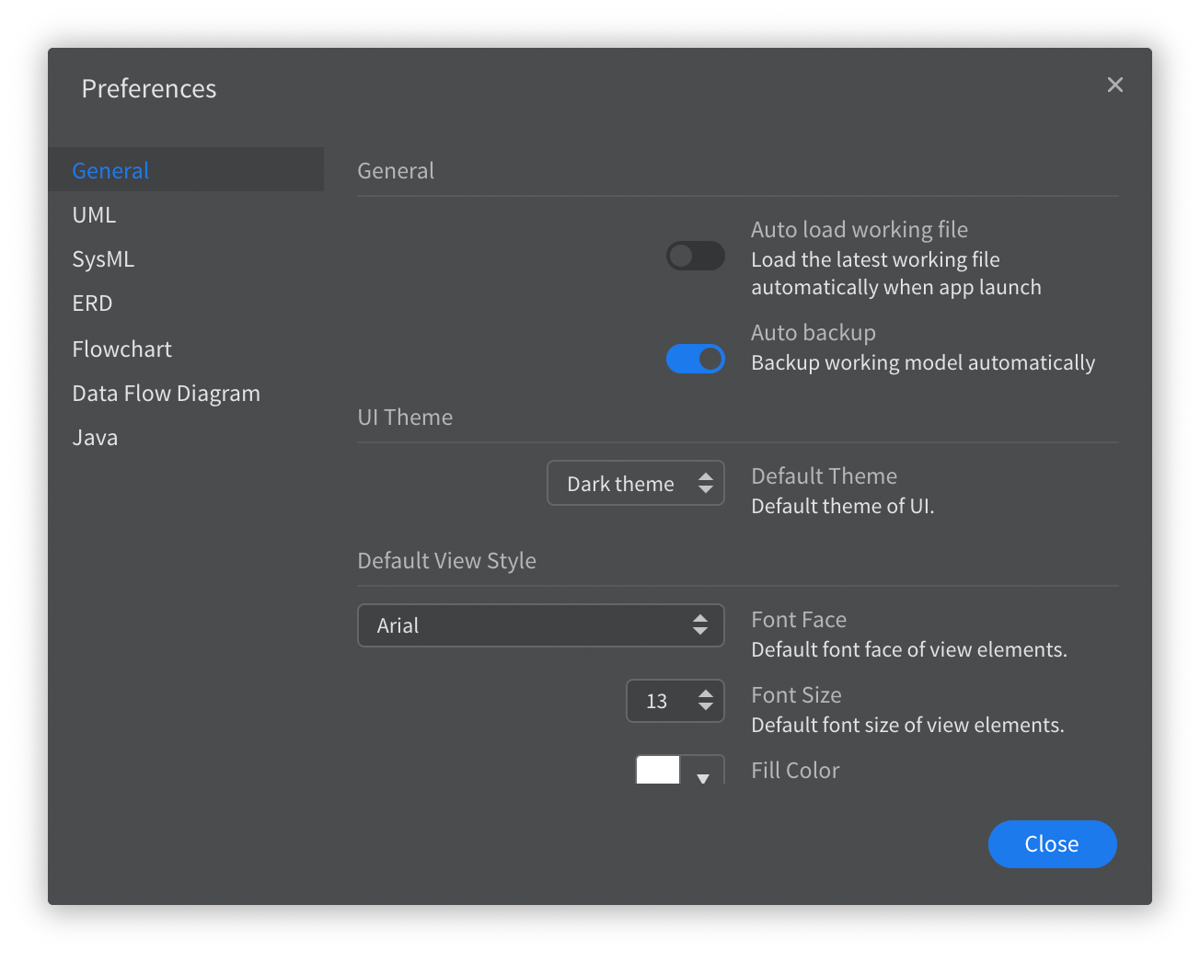 Preferences
General
UML
SysML
ERD
Flowchart
Data Flow Diagram
Java
General
Auto load working file
Load the latest working file
automatically when app launch
Auto backup
Backup working model automatically
UI Theme
Dark theme
Default Theme
Default theme of UI.
Default View Style
Arial
Font Face
Default font face of view elements.
13
Font Size
Default font size of view elements.
Fill Color
Close